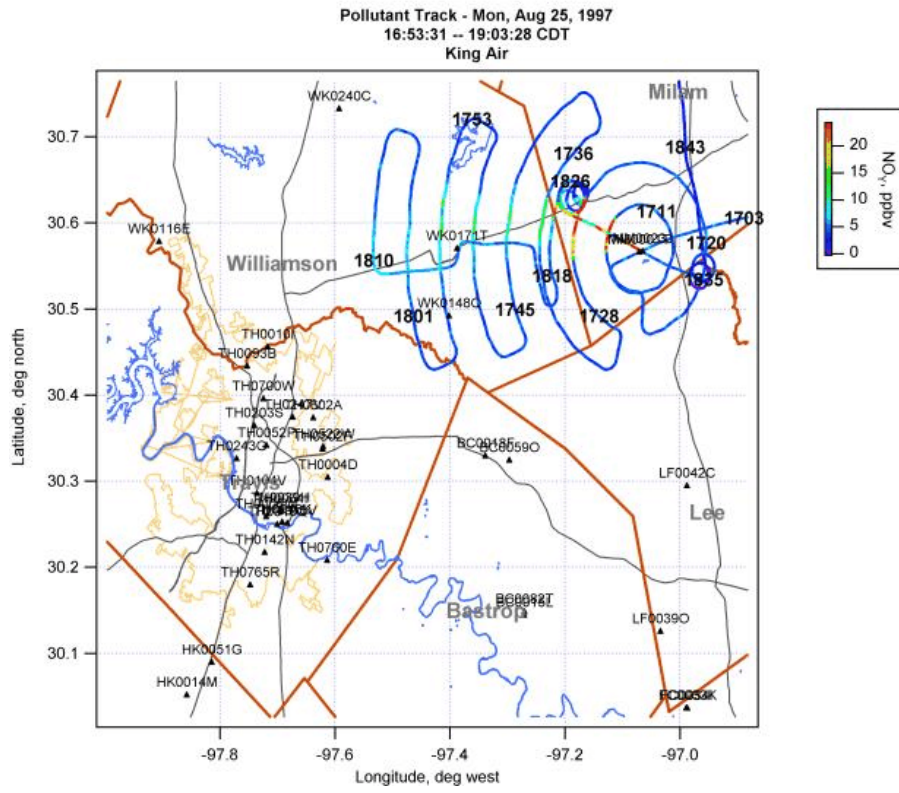 Pollutant Track - Mon, Aug 25, 1997
16:53:31 -- 19:03:28 CDT
King Air
Milam
WK0240C
1753
30.7
1843
1736
1826
1711
1703
30.6
WK0116E
WK0171T
1720
Williamson
1810
1818
1835
30.5
WK0148Q
1801
1745
1728
TH0010I
TH0093B
30.4
TH0700W
TH0203S
TH0052P
TH0243O
BC0018F
BC0059O
30.3
TH0004D
LF0042C
TH0104V
Travis
Lee
TH0142N
TH0760E
30.2
TH0765R
Bastrop
LF0039O
30.1
HK0051G
HK0014M
-97.8
-97.6
-97.4
-97.2
-97.0
Longitude, deg west
Latitude, deg north
20
15
10
5
0
NOY, ppbv